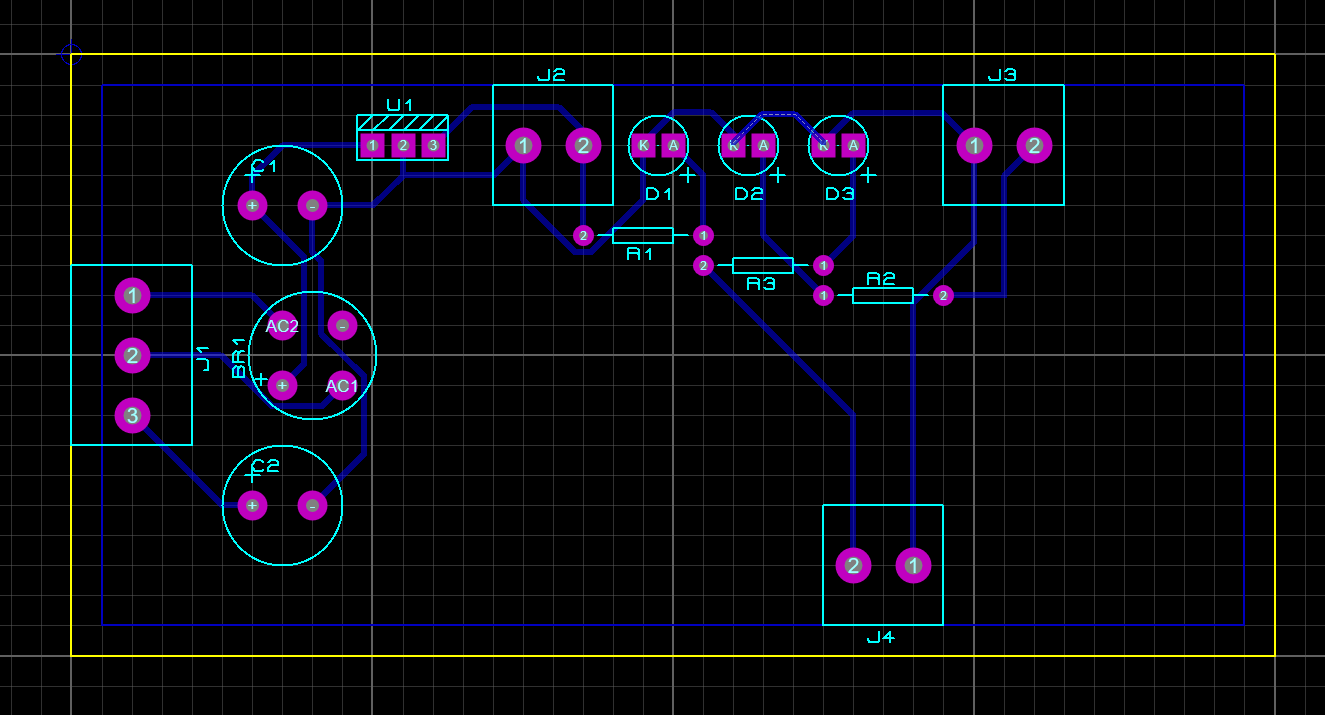 J2
J3
U1
1 2 3
1 2
K A
K A
K A
1 2
C1
+
+ -
+
D1
+
D2
+
D3
+
2 1
R1
2 1
R3
1 2
R2
1
2
3
J1
BR1
AC2 -
+
+ AC1
C2
+
+ -
2 1
J4